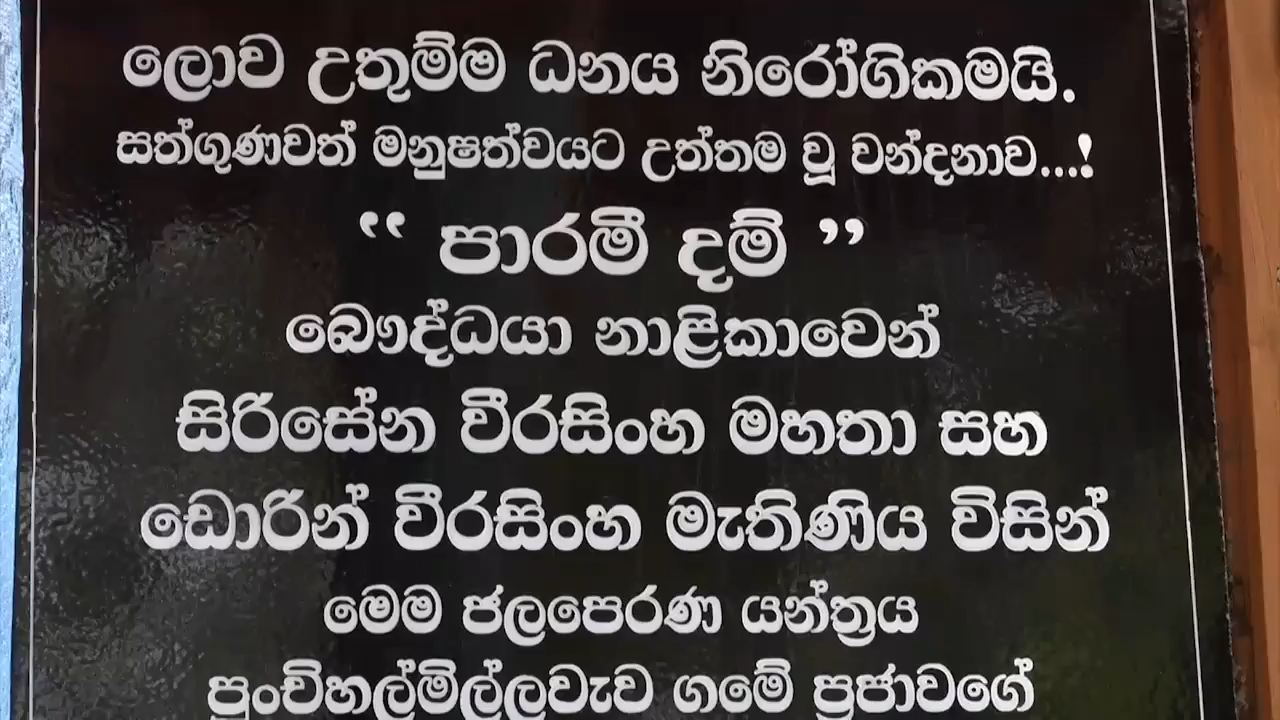 ලොව උතුම්ම ධනය නිරෝගිකමයි.
සත්ගුණවත් මනුෂත්වයට උත්තම වූ වන්දනාව...!
“ පාරමී දම් ”
බෞද්ධයා නාළිකාවෙන්
සිරිසේන වීරසිංහ මහතා සහ
ඩොරින් වීරසිංහ මැතිණිය විසින්
මෙම ජලපෙරණ යන්ත්‍රය
පුංචිහල්මිල්ලවැව ගමේ ප්‍රජාවගේ